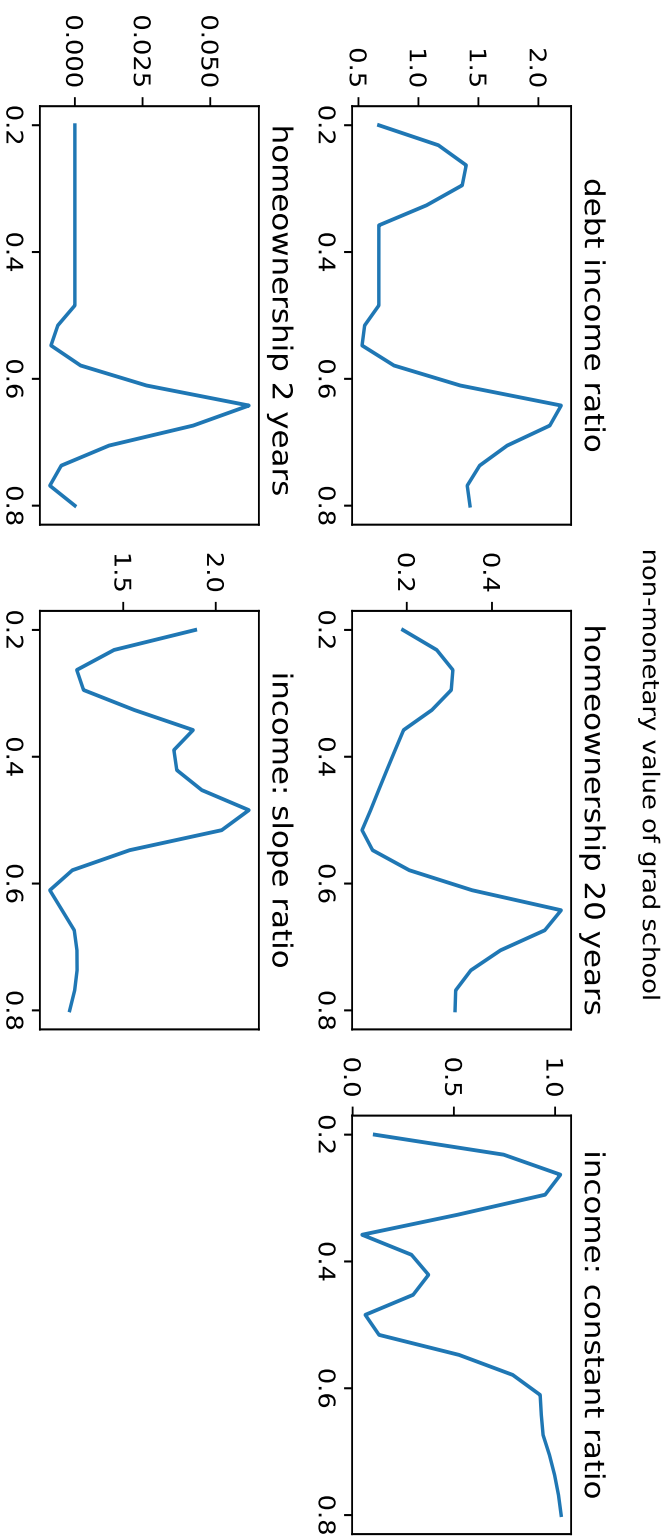 non-monetary value of grad school
debt income ratio
2.0
1.5
1.0
0.5
0.2 0.4 0.6 0.8
homeownership 20 years
0.4
0.2
0.2 0.4 0.6 0.8
income: constant ratio
1.0
0.5
0.0
0.2 0.4 0.6 0.8
homeownership 2 years
0.050
0.025
0.000
0.2 0.4 0.6 0.8
income: slope ratio
2.0
1.5
0.2 0.4 0.6 0.8